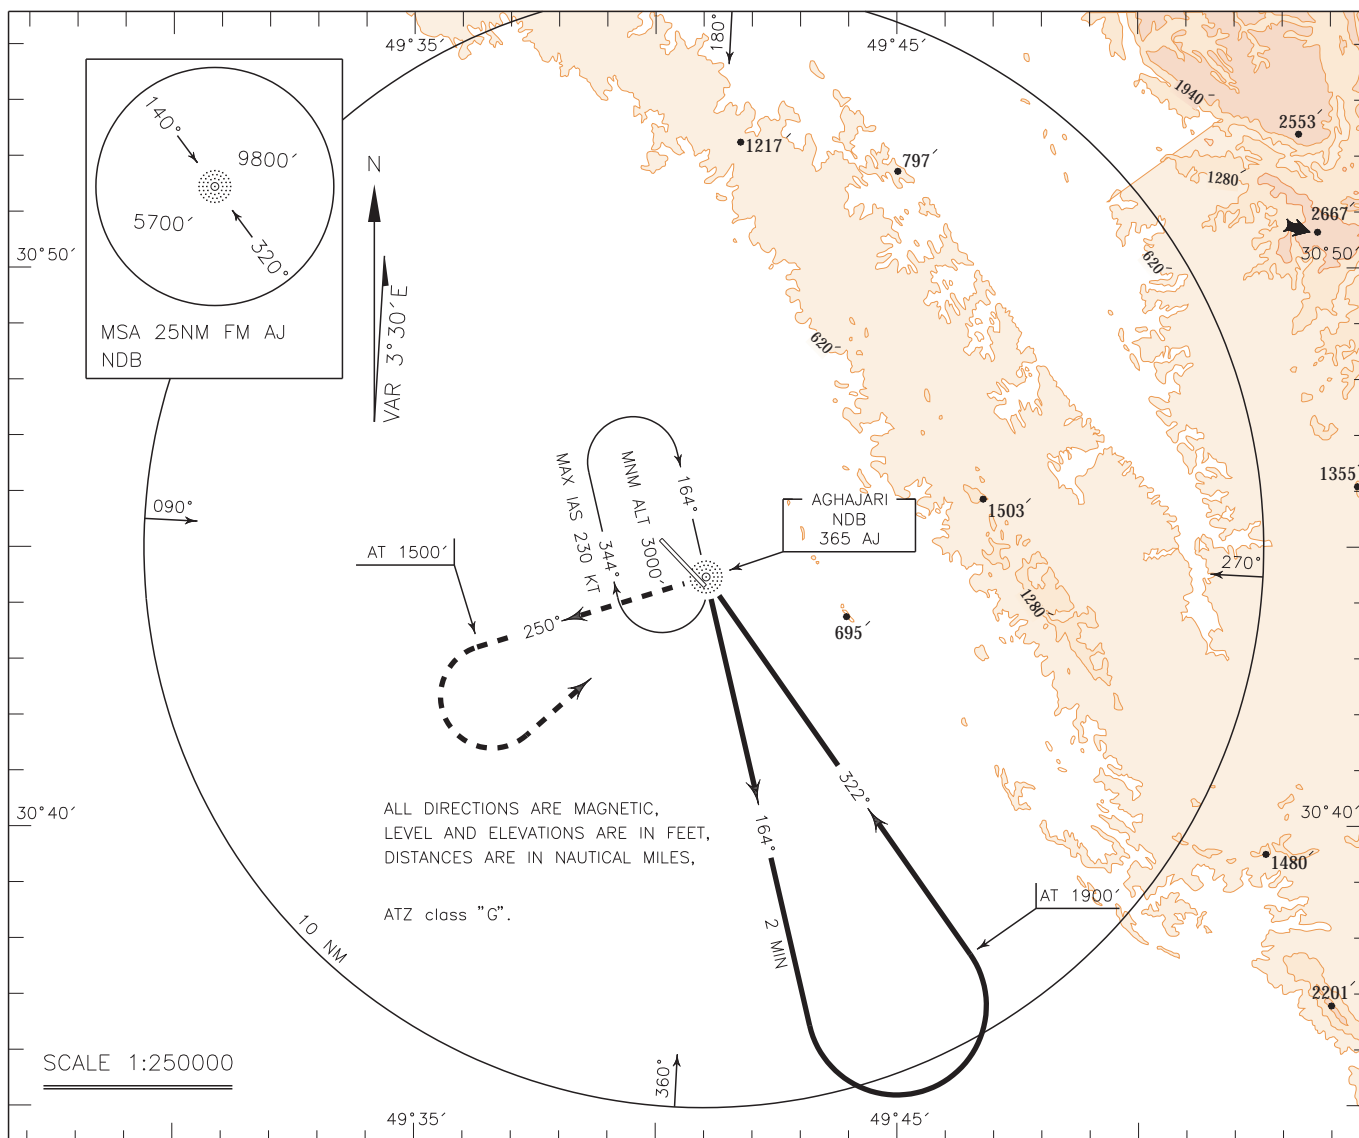 49°35′
180°
49°45′
140°
9800′
5700′
320°
MSA 25NM FM AJ
NDB
N
VAR 3°30′E
1217′
797′
1940′
2553′
1280′
2667′
30°50′
30°50′
620′
620′
090°
MAX IAS 230 KT
MNM ALT 3000′
164°
344°
AGHAJARI
NDB
365 AJ
1503′
1355′
AT 1500′
250°
270°
1280′
695′
322°
30°40′
ALL DIRECTIONS ARE MAGNETIC,
LEVEL AND ELEVATIONS ARE IN FEET,
DISTANCES ARE IN NAUTICAL MILES,
164°
30°40′
1480′
AT 1900′
ATZ class "G".
2 MIN
10 NM
2201′
SCALE 1:250000
360°
49°35′
49°45′